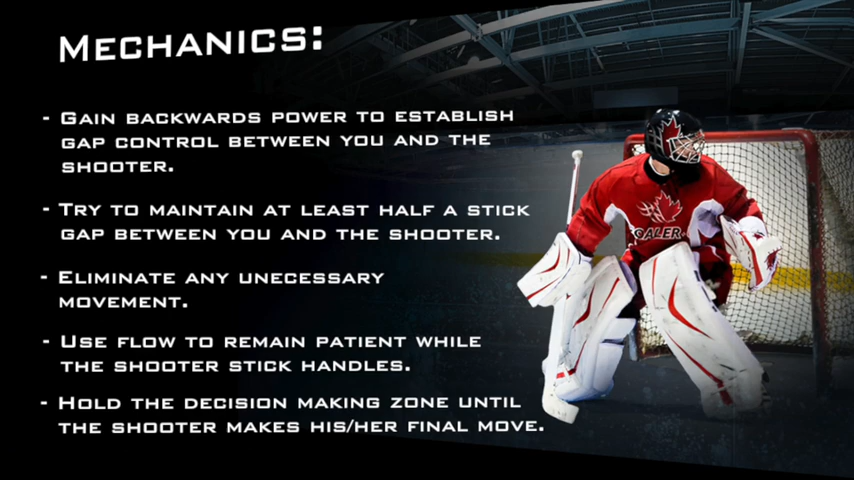 Mechanics:
- Gain backwards power to establish
gap control between you and the
shooter.
- Try to maintain at least half a stick
gap between you and the shooter.
- Eliminate any unecessary
movement.
- Use flow to remain patient while
the shooter stick handles.
- Hold the decision making zone until
the shooter makes his/her final move.